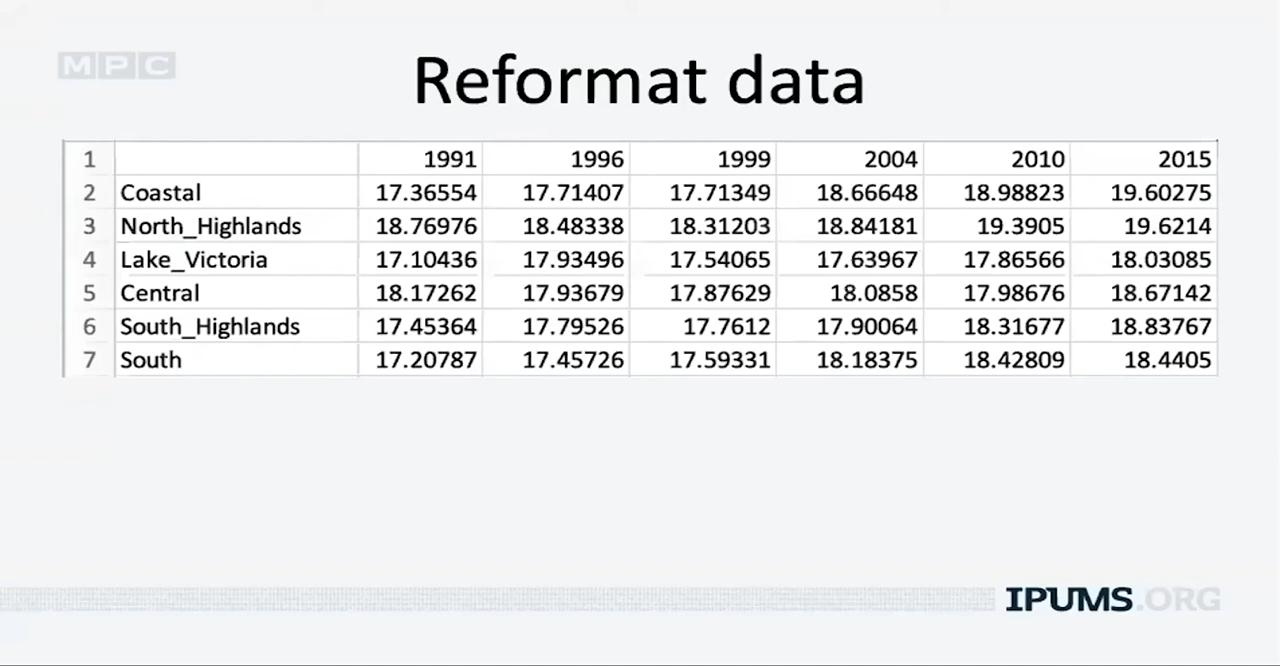 MPC
Reformat data
1 1991 1996 1999 2004 2010 2015
2 Coastal 17.36554 17.71407 17.71349 18.66648 18.98823 19.60275
3 North_Highlands 18.76976 18.48338 18.31203 18.84181 19.3905 19.6214
4 Lake_Victoria 17.10436 17.93496 17.54065 17.63967 17.86566 18.03085
5 Central 18.17262 17.93679 17.87629 18.0858 17.98676 18.67142
6 South_Highlands 17.45364 17.79526 17.7612 17.90064 18.31677 18.83767
7 South 17.20787 17.45726 17.59331 18.18375 18.42809 18.4405
IPUMS.ORG